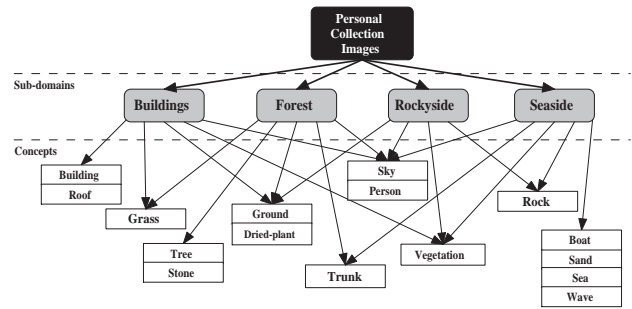 Personal
Collection
Images
Sub-domains
Buildings
Forest
Rockyside
Seaside
Concepts
Building
Roof
Grass
Tree
Stone
Ground
Dried-plant
Sky
Person
Trunk
Vegetation
Rock
Boat
Sand
Sea
Wave